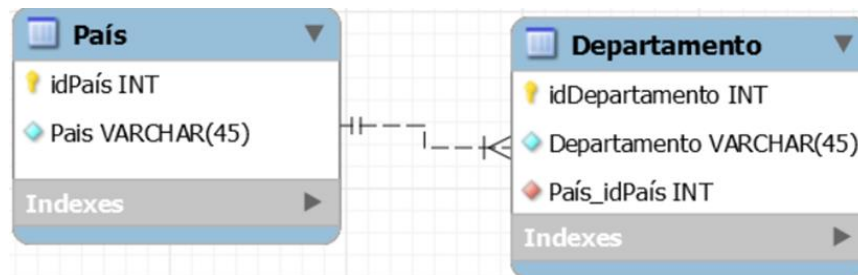 País
idPaís INT
Pais VARCHAR(45)
Indexes
Departamento
idDepartamento INT
Departamento VARCHAR(45)
País_idPaís INT
Indexes